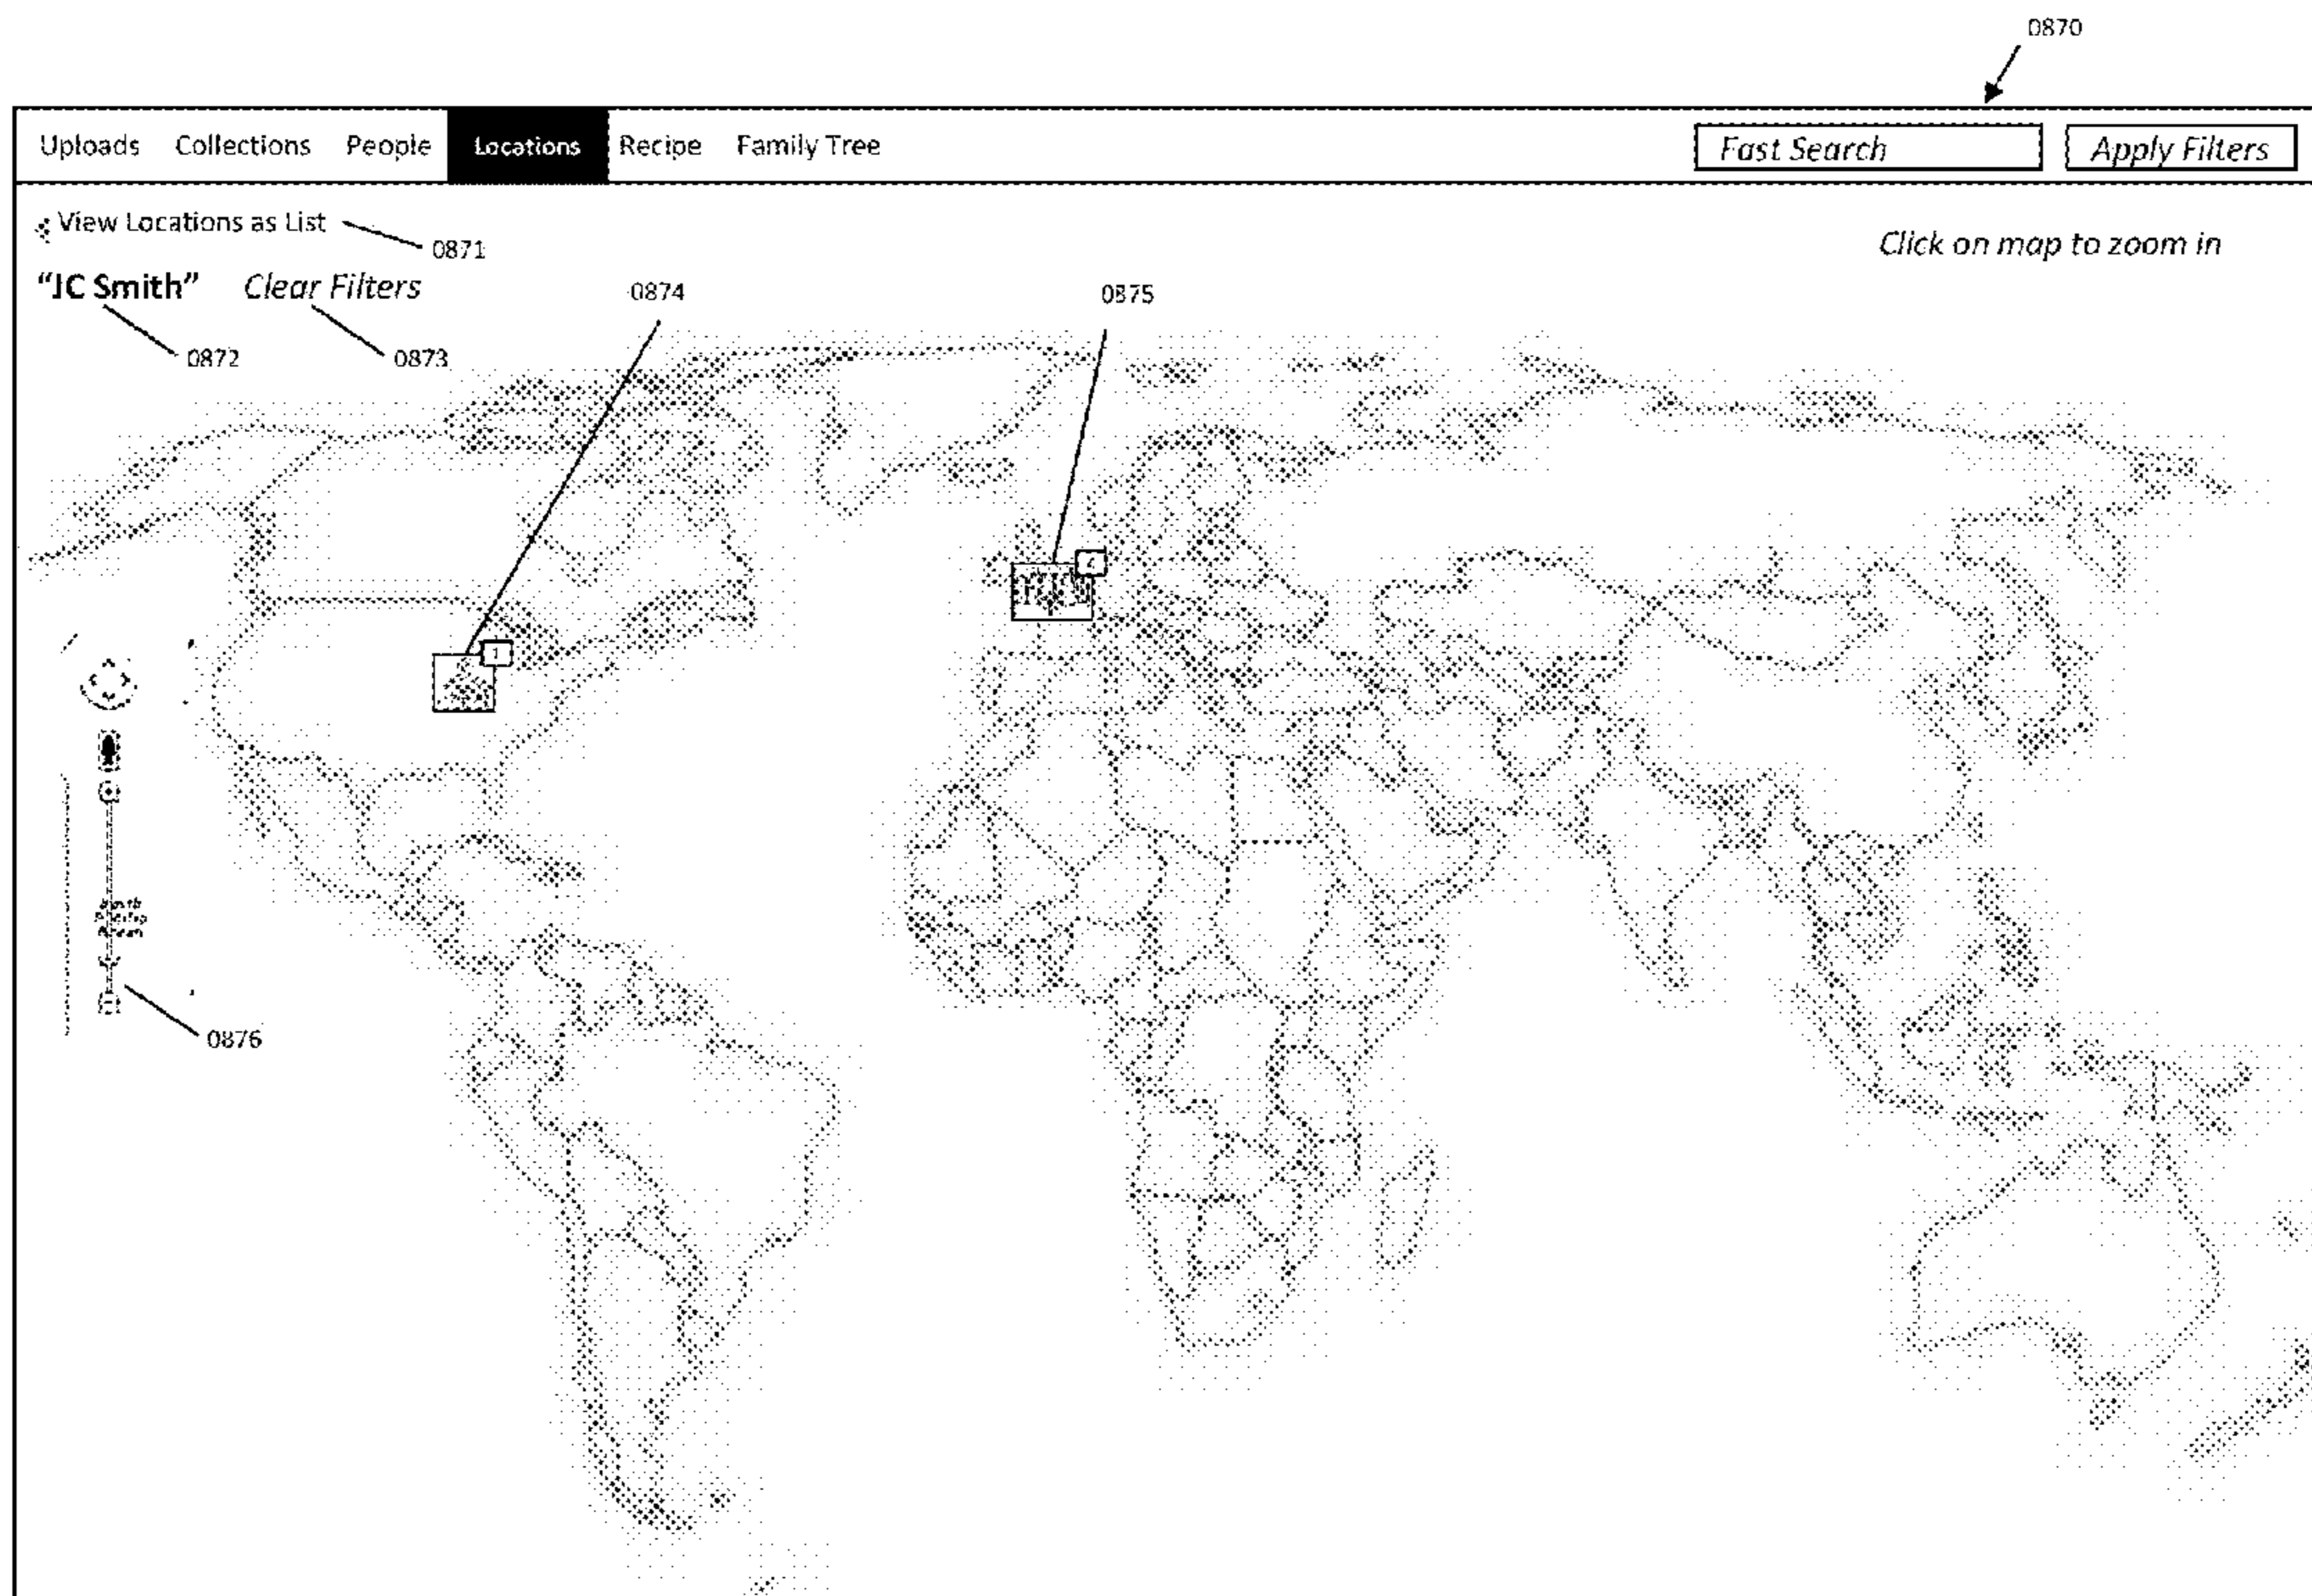 0870
Uploads Collections People Locations Recipe Family Tree Fast Search Apply Filters
View Locations as List
0871
Click on map to zoom in
“JC Smith” Clear Filters
0874
0875
0872
0873
1
0876